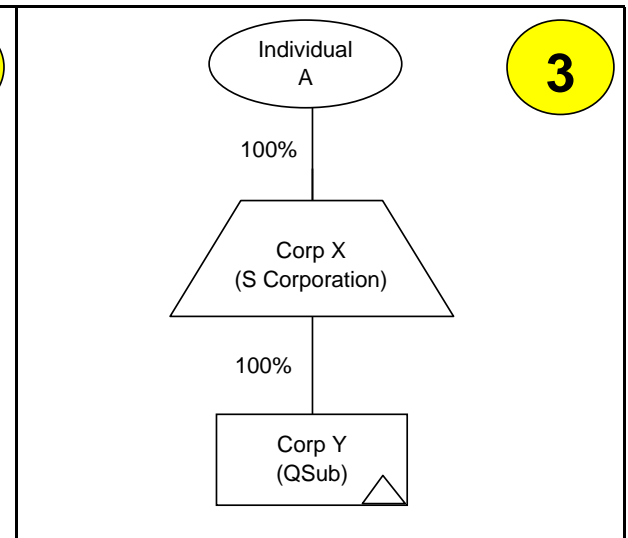 Individual
A
3
100%
Corp X
(S Corporation)
100%
Corp Y
(QSub)